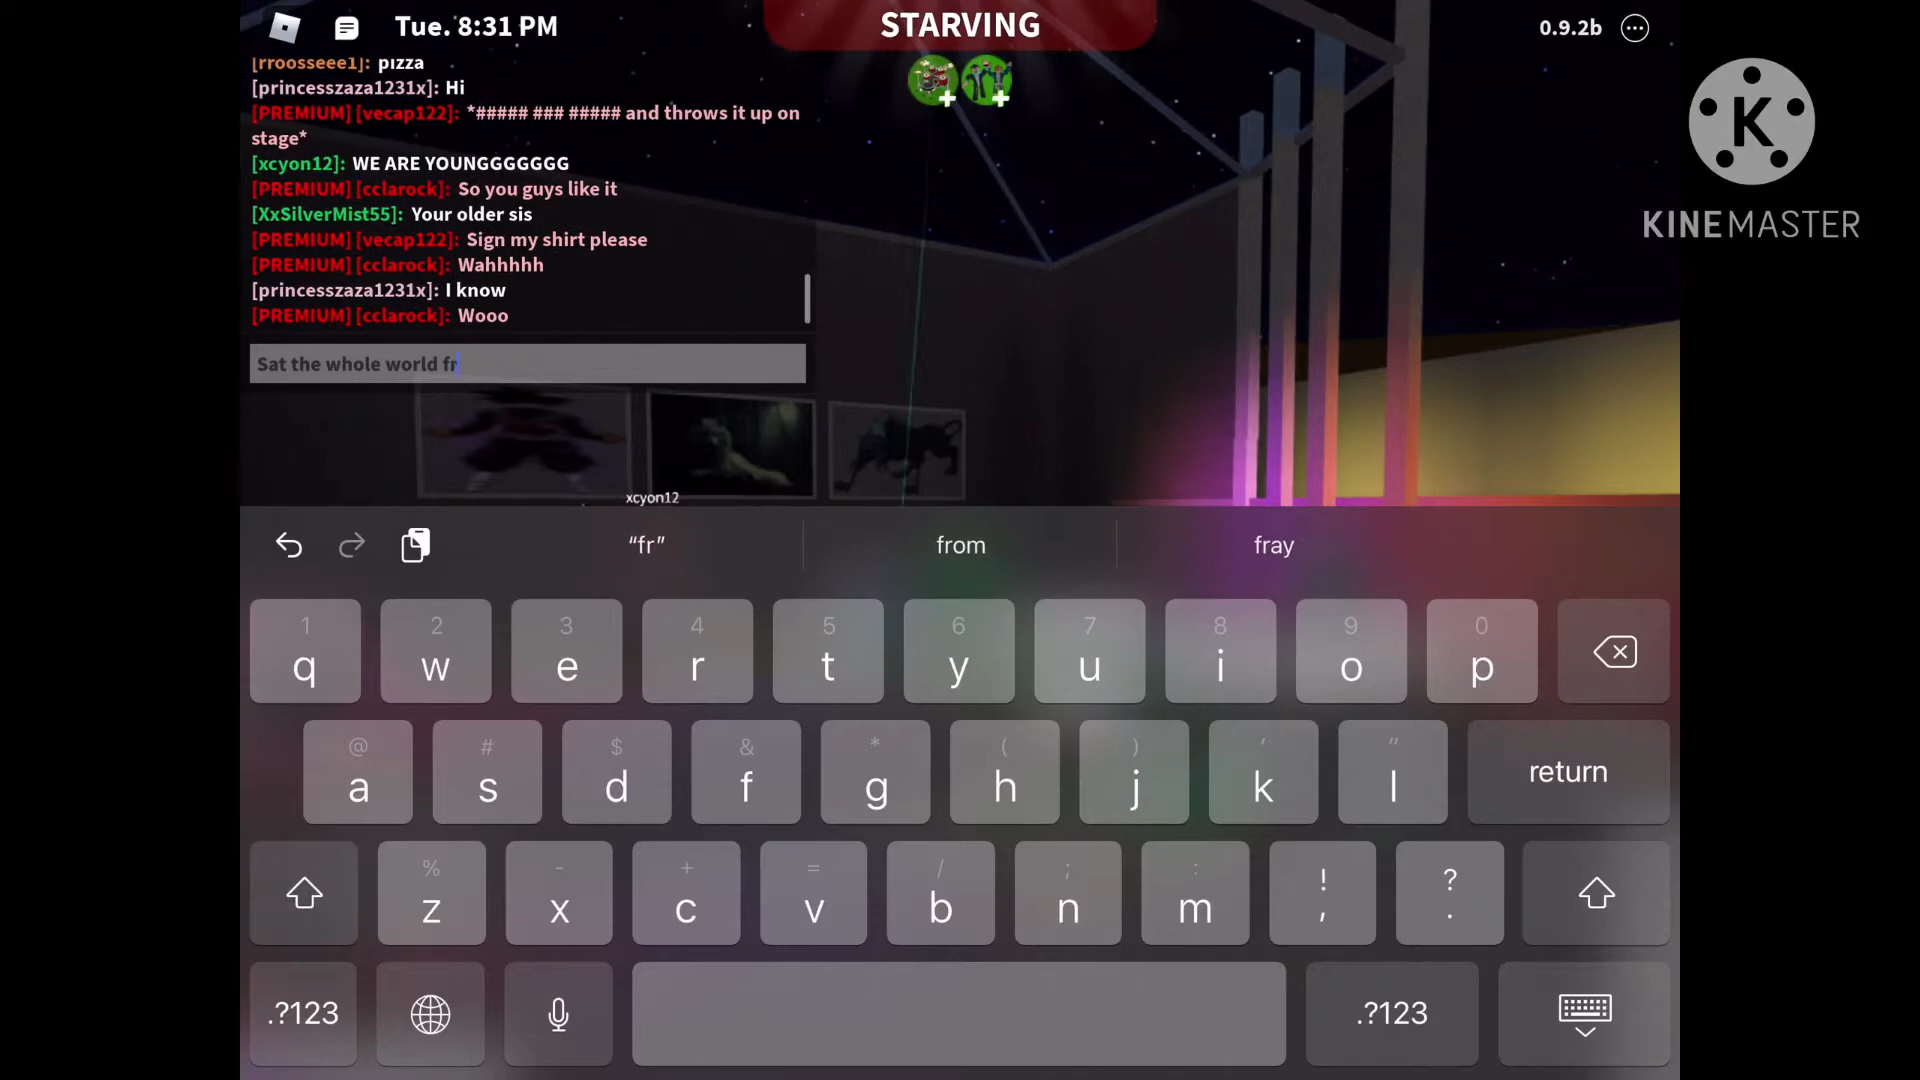 Tue. 8:31 PM
STARVING
0.9.2b
[rroosseee1]: pizza
[princesszaza1231x]: Hi
[PREMIUM] [vecap122]: *##### ### ##### and throws it up on
stage*
[xcyon12]: WE ARE YOUNGGGGGGG
[PREMIUM] [cclarock]: So you guys like it
[XxSilverMist55]: Your older sis
[PREMIUM] [vecap122]: Sign my shirt please
[PREMIUM] [cclarock]: Wahhhhh
[princesszaza1231x]: I know
[PREMIUM] [cclarock]: Wooo
Sat the whole world fr
K
KINEMASTER
xcyon12
“fr” from fray
1 2 3 4 5 6 7 8 9 0
q w e r t y u i o p
@ # $ & * ( ) ' "
a s d f g h j k l return
% - + = / ; : ! ?
z x c v b n m , .
.?123 .?123